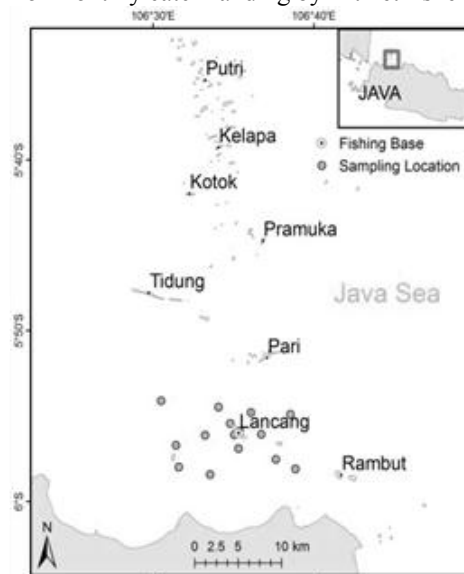 106°30'E 106°40'E
Putri
JAVA
Kelapa
Fishing Base
Sampling Location
5°40'
Kotok
Pramuka
Tidung
Java Sea
5°50'
Pari
Lancang
Rambut
6°S
N
0 2.5 5 10 km